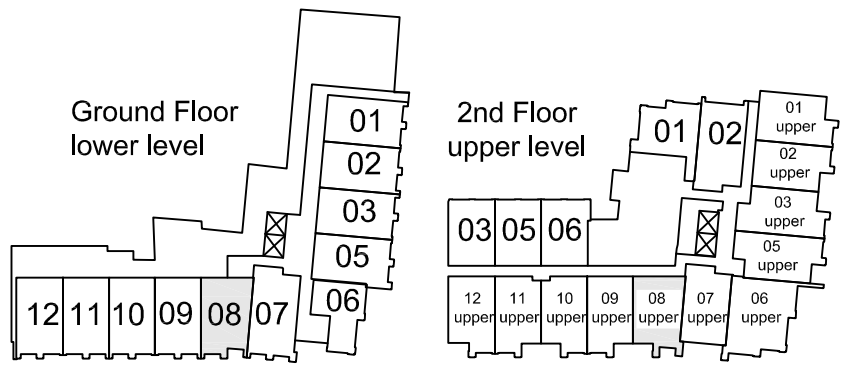 Ground Floor
lower level
01
02
03
05
06
12 11 10 09 08 07
2nd Floor
upper level
01 02
03 05 06
01
upper
02
upper
03
upper
05
upper
12
upper
11
upper
10
upper
09
upper
08
upper
07
upper
06
upper